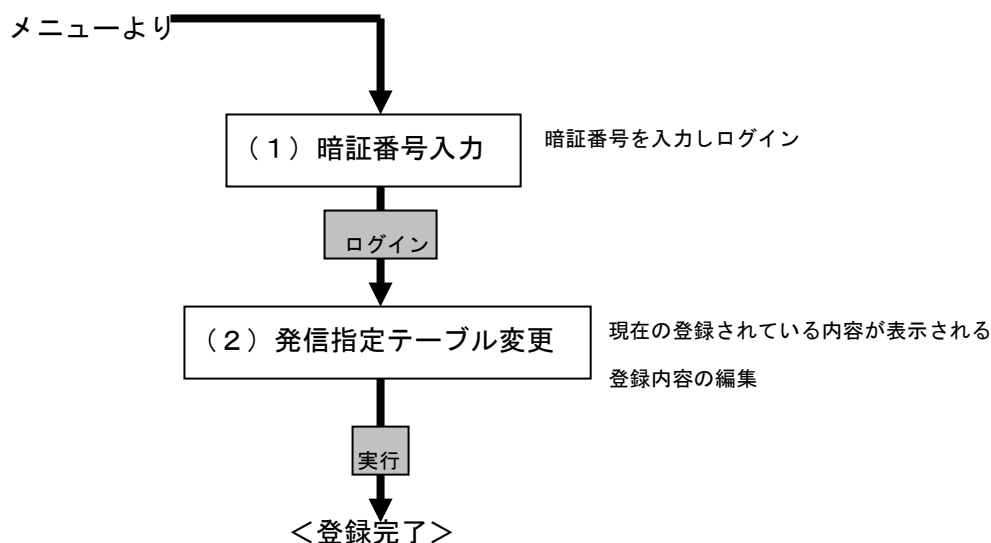 メニューより
（１）暗証番号入力
暗証番号を入力しログイン
ログイン
（２）発信指定テーブル変更
現在の登録されている内容が表示される
登録内容の編集
実行
＜登録完了＞